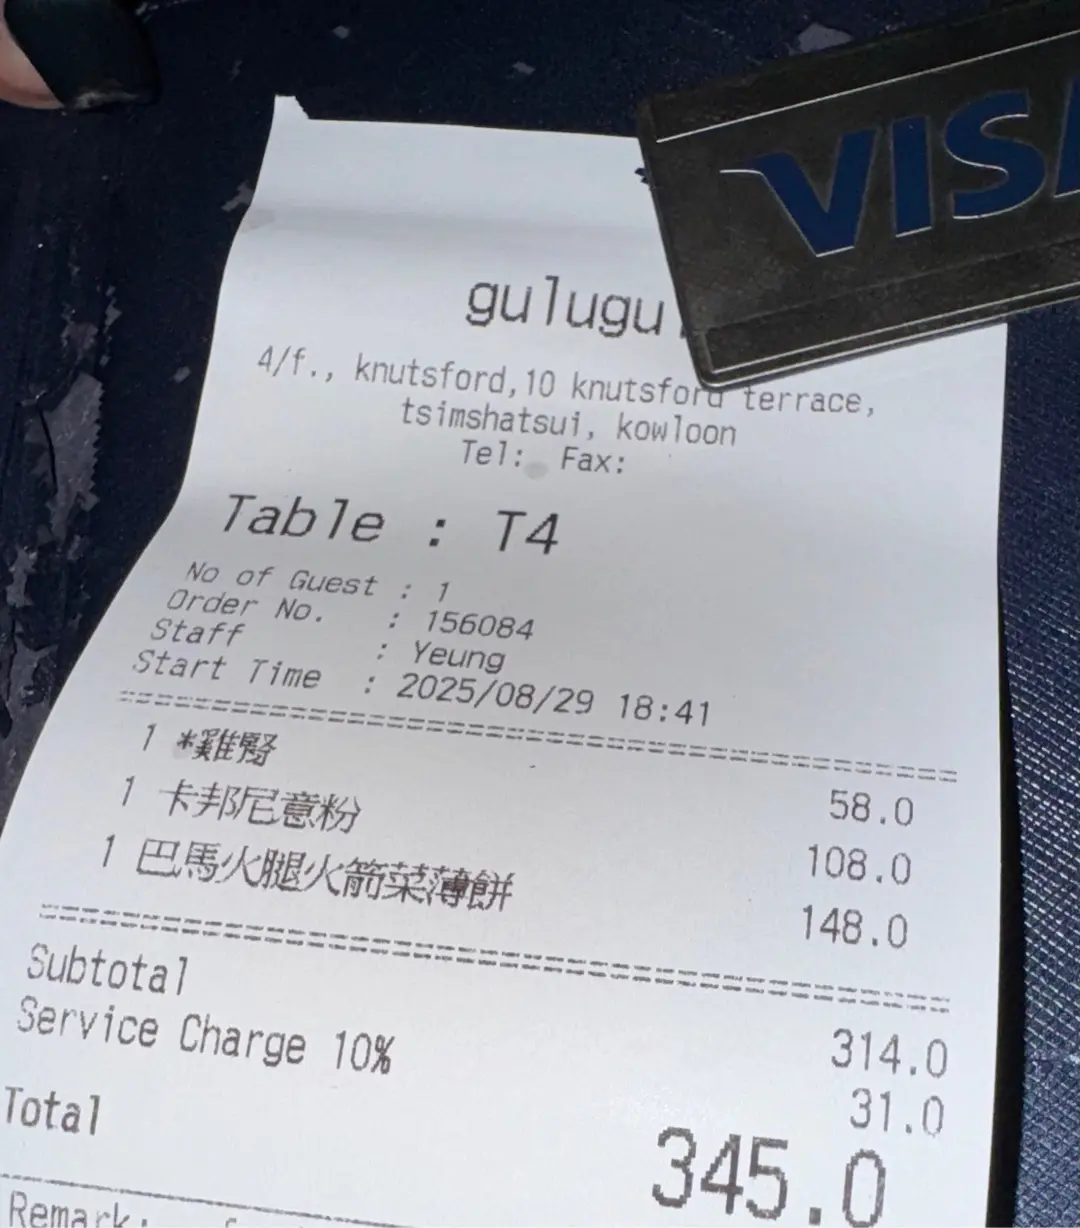 VIS
gulugu
4/f., knutsford,10 knutsford terrace,
tsimshatsui, kowloon
Tel: Fax:
Table : T4
No of Guest : 1
Order No. : 156084
Staff : Yeung
Start Time : 2025/08/29 18:41
1 *雞腎 58.0
1 卡邦尼意粉 108.0
1 巴馬火腿火箭菜薄餅 148.0
Subtotal 314.0
Service Charge 10% 31.0
Total 345.0
Remark: